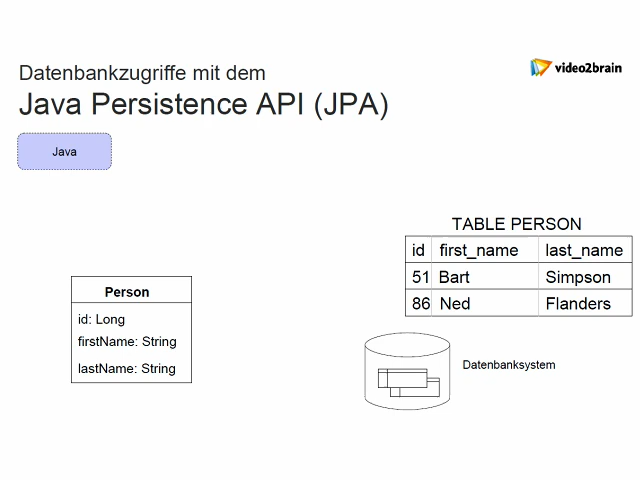 Datenbankzugriffe mit dem
Java Persistence API (JPA)
video2brain
Java
TABLE PERSON
id first_name last_name
51 Bart Simpson
86 Ned Flanders
Person
id: Long
firstName: String
lastName: String
Datenbanksystem